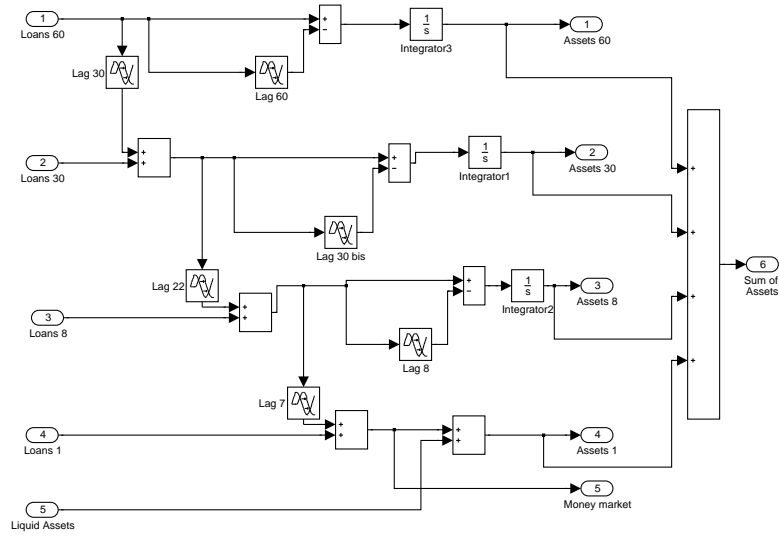 1
Loans 60
Lag 30
Lag 60
+
−
1
s
Integrator3
1
Assets 60
2
Loans 30
+
+
Lag 30 bis
+
−
1
s
Integrator1
2
Assets 30
Lag 22
3
Loans 8
+
+
Lag 8
+
−
1
s
Integrator2
3
Assets 8
Lag 7
4
Loans 1
+
+
+
+
4
Assets 1
5
Money market
5
Liquid Assets
+
+
+
+
6
Sum of
Assets